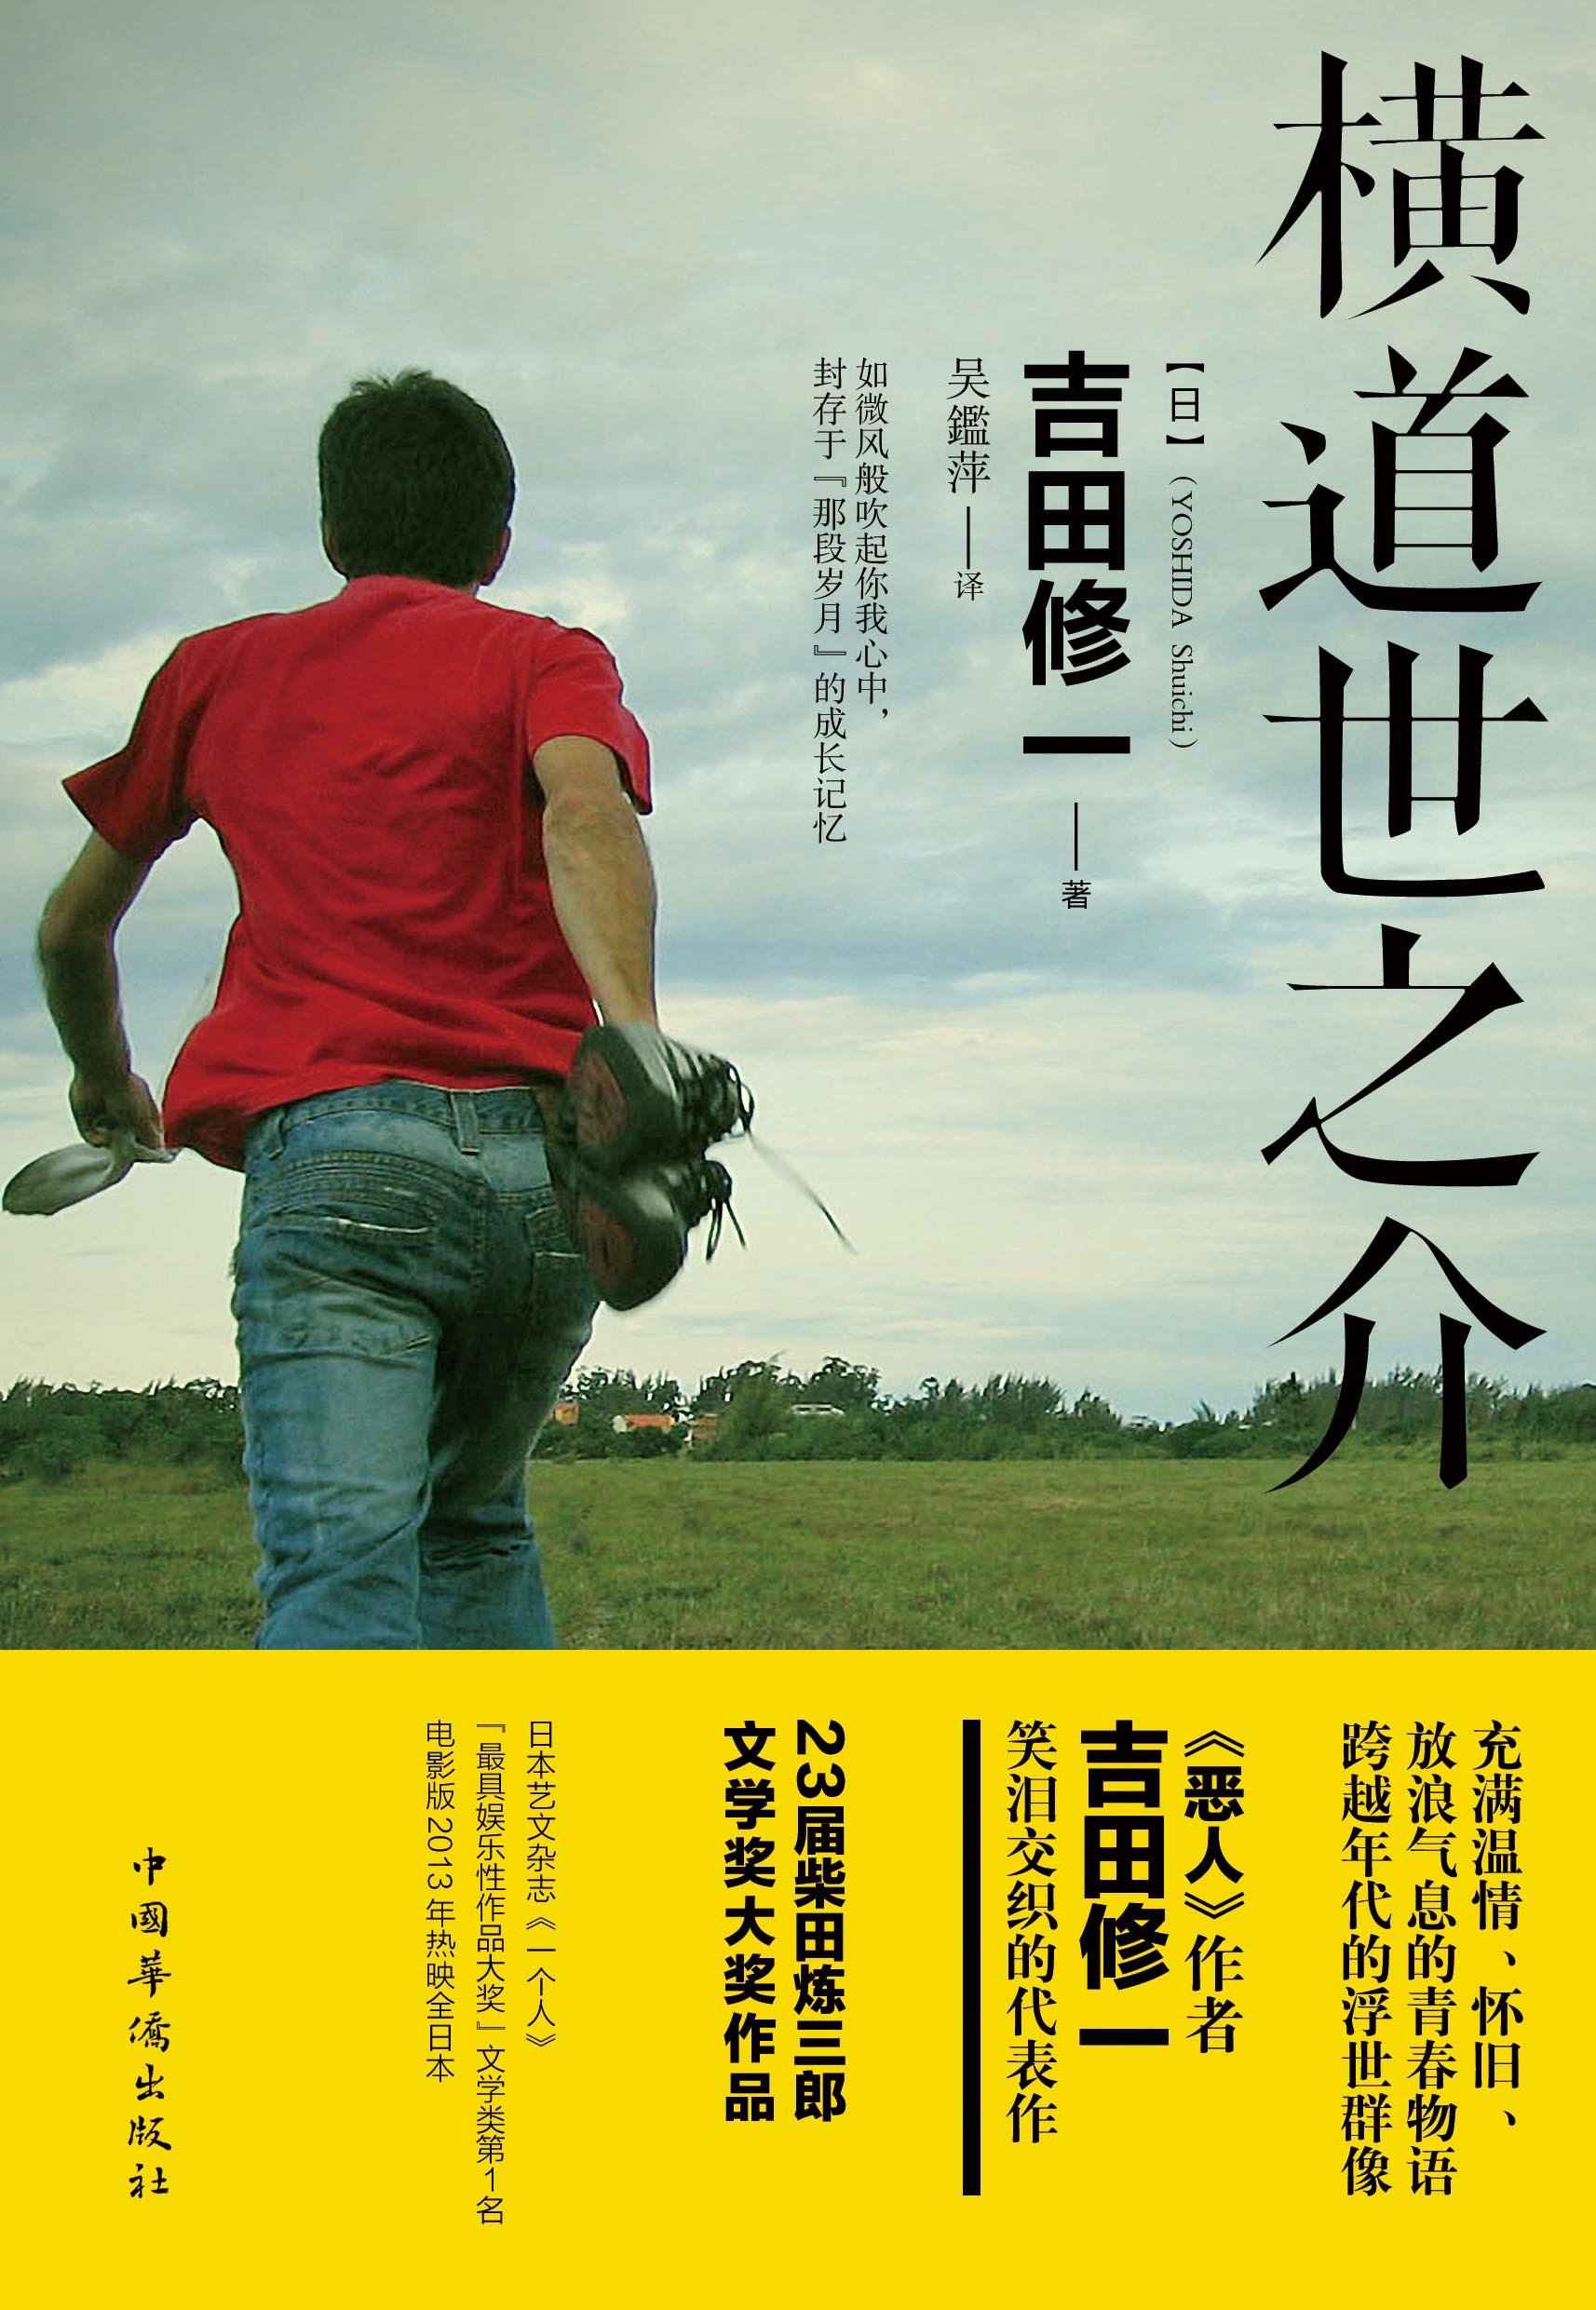 横道世之介
【日】（YOSHIDA Shuichi）
吉田修一——著
吴鑑萍——译
如微风般吹起你我心中，
封存于『那段岁月』的成长记忆
充满温情、怀旧、
放浪气息的青春物语
跨越年代的浮世群像
《恶人》作者
吉田修一
笑泪交织的代表作
23届柴田炼三郎
文学奖大奖作品
日本艺文杂志《一个人》
『最具娱乐性作品大奖』文学类第1名
电影版2013年热映全日本
中國華僑出版社